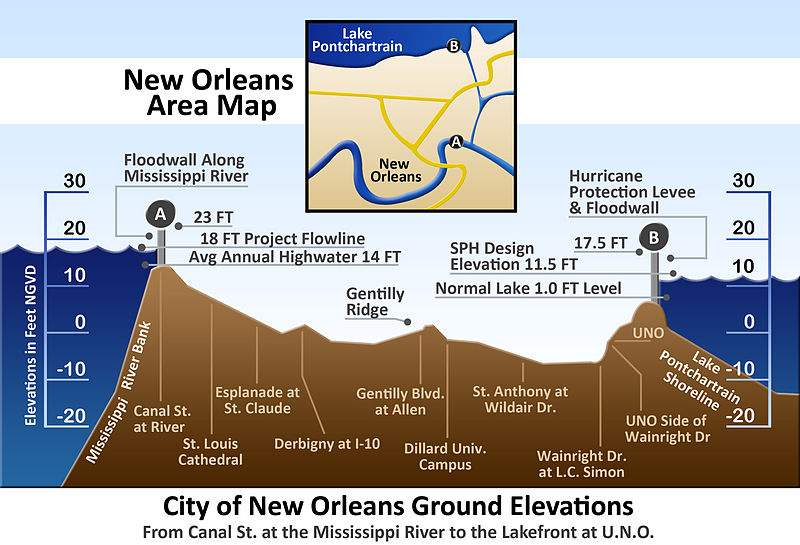 New Orleans
Area Map
Lake
Pontchartrain
B
A
New
Orleans
Floodwall Along
Mississippi River
A
23 FT
18 FT Project Flowline
Avg Annual Highwater 14 FT
Hurricane
Protection Levee
& Floodwall
17.5 FT
B
SPH Design
Elevation 11.5 FT
Normal Lake 1.0 FT Level
Gentilly
Ridge
Elevations in Feet NGVD
30
20
10
0
-10
-20
30
20
10
0
-10
-20
Mississippi River Bank
Canal St.
at River
St. Louis
Cathedral
Esplanade at
St. Claude
Derbigny at I-10
Gentilly Blvd.
at Allen
Dillard Univ.
Campus
St. Anthony at
Wildair Dr.
Wainright Dr.
at L.C. Simon
UNO
UNO Side of
Wainright Dr
Lake
Pontchartrain
Shoreline
City of New Orleans Ground Elevations
From Canal St. at the Mississippi River to the Lakefront at U.N.O.